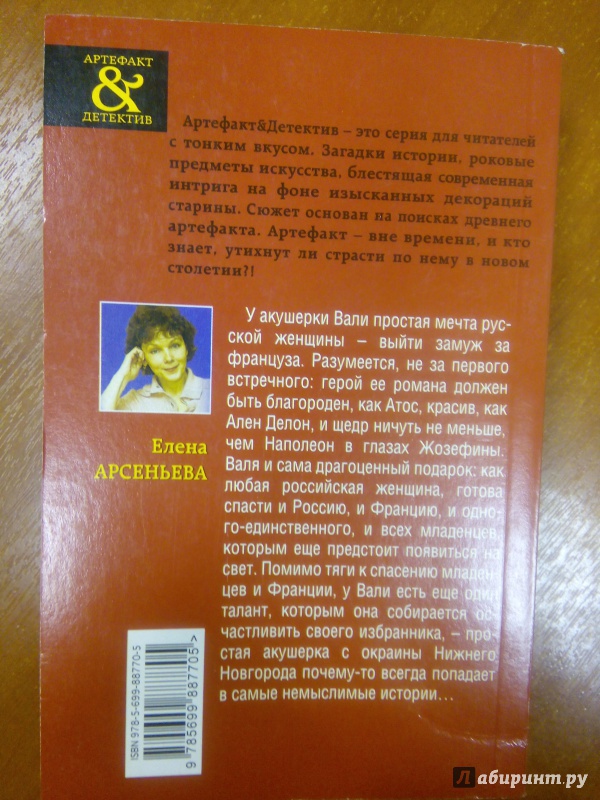 АРТЕФАКТ
&
ДЕТЕКТИВ
Артефакт&Детектив – это серия для читателей
с тонким вкусом. Загадки истории, роковые
предметы искусства, блестящая современная
интрига на фоне изысканных декораций
старины. Сюжет основан на поисках древнего
артефакта. Артефакт – вне времени, и кто
знает, утихнут ли страсти по нему в новом
столетии?!
Елена
АРСЕНЬЕВА
У акушерки Вали простая мечта рус-
ской женщины – выйти замуж за
француза. Разумеется, не за первого
встречного: герой ее романа должен
быть благороден, как Атос, красив, как
Ален Делон, и щедр ничуть не меньше,
чем Наполеон в глазах Жозефины.
Валя и сама драгоценный подарок: как
любая российская женщина, готова
спасти и Россию, и Францию, и одно-
го-единственного, и всех младенцев,
которым еще предстоит появиться на
свет. Помимо тяги к спасению младен-
цев и Франции, у Вали есть еще один
талант, которым она собирается ос-
частливить своего избранника, – про-
стая акушерка с окраины Нижнего
Новгорода почему-то всегда попадает
в самые немыслимые истории...
ISBN 978-5-699-88770-5
9 785699 887705 >
Лабиринт.ру